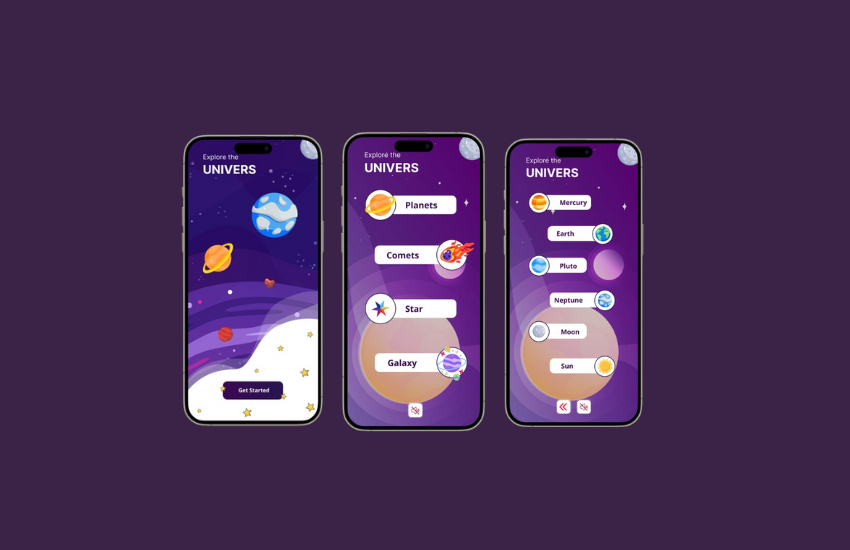 Explore the
UNIVERS
Get Started
Explore the
UNIVERS
Planets
Comets
Star
Galaxy
Explore the
UNIVERS
Mercury
Earth
Pluto
Neptune
Moon
Sun